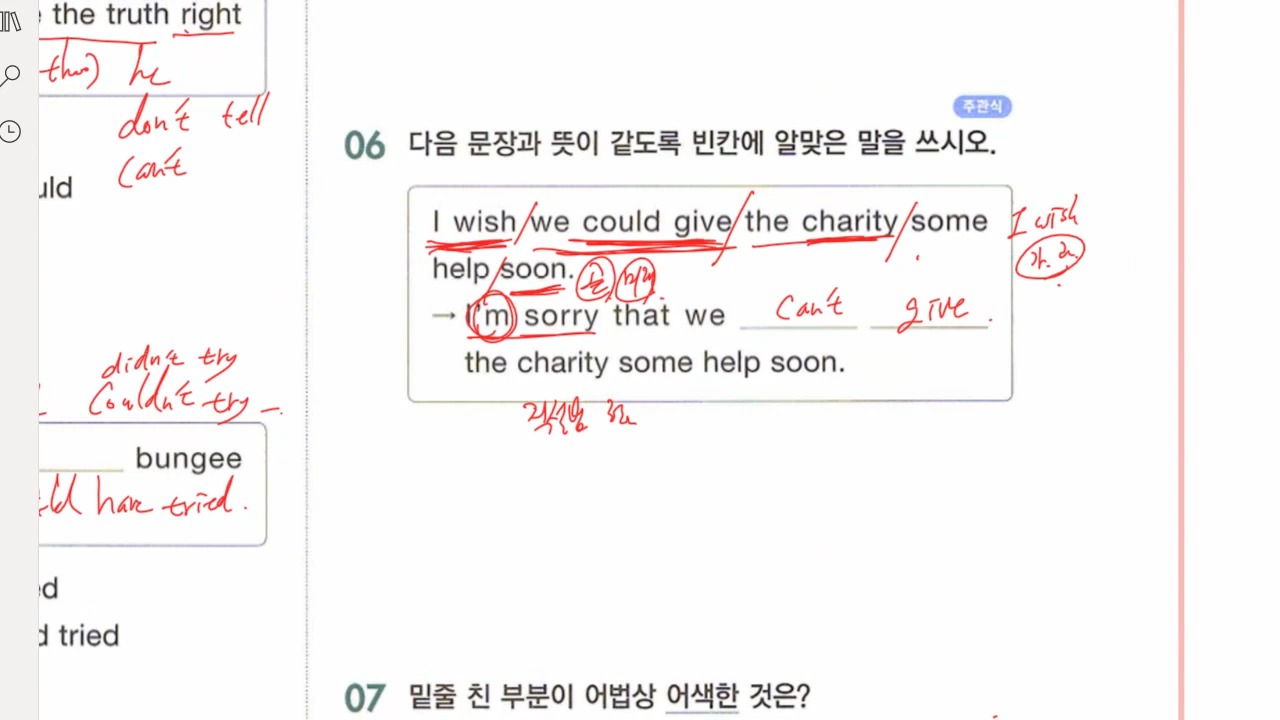 e the truth right
he
don't tell
can't
uld
didn't try
couldn't try
bungee
ld have tried.
ed
d tried
주관식
06 다음 문장과 뜻이 같도록 빈칸에 알맞은 말을 쓰시오.
I wish / we could give / the charity / some
I wish
help / soon.
→ I'm sorry that we can't give.
the charity some help soon.
직설법
07 밑줄 친 부분이 어법상 어색한 것은?